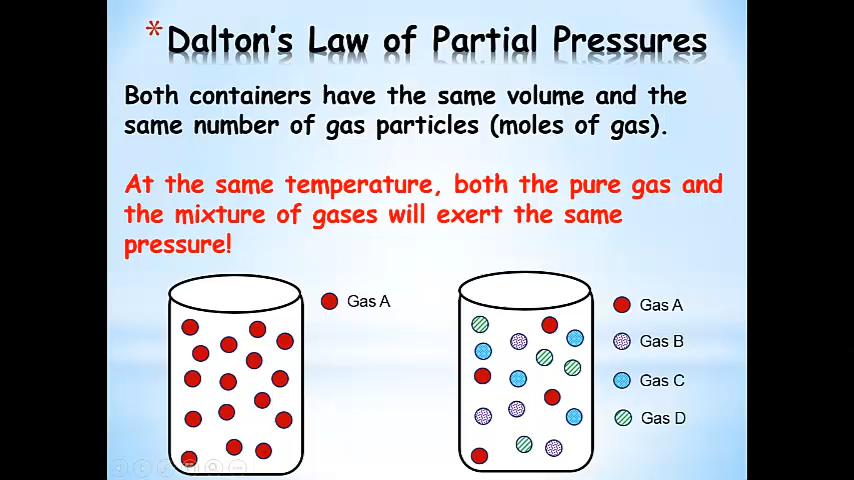 * Dalton's Law of Partial Pressures
Both containers have the same volume and the
same number of gas particles (moles of gas).
At the same temperature, both the pure gas and
the mixture of gases will exert the same
pressure!
Gas A
Gas A
Gas B
Gas C
Gas D